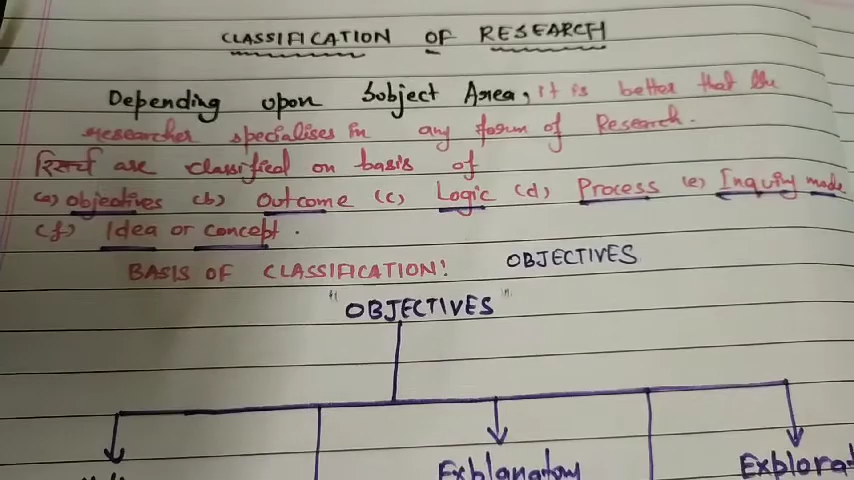 CLASSIFICATION OF RESEARCH
Depending upon Subject Area, it is better that the
researcher specialises in any form of Research.
रिसर्च are classified on basis of
(a) objectives (b) Outcome (c) Logic (d) Process (e) Inquiry mode
(f) Idea or concept.
BASIS OF CLASSIFICATION: OBJECTIVES
"OBJECTIVES"
Explanatory Explorat